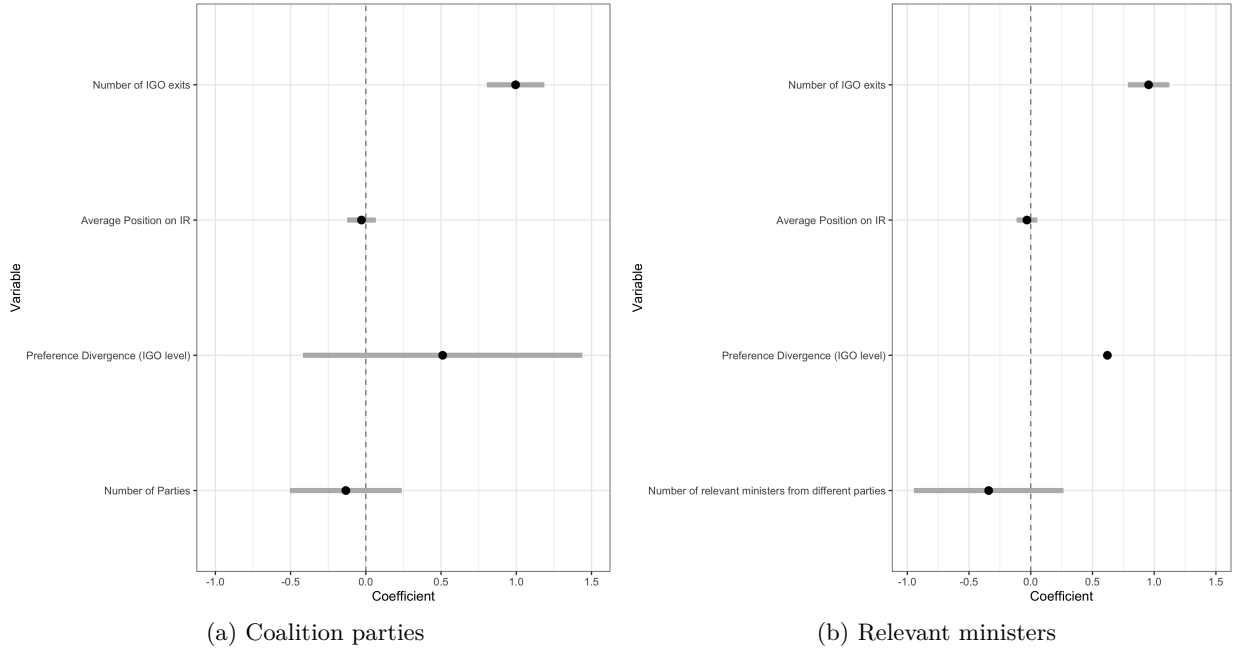 Variable
Number of IGO exits
Average Position on IR
Preference Divergence (IGO level)
Number of Parties
-1.0 -0.5 0.0 0.5 1.0 1.5
Coefficient
(a) Coalition parties
Variable
Number of IGO exits
Average Position on IR
Preference Divergence (IGO level)
Number of relevant ministers from different parties
-1.0 -0.5 0.0 0.5 1.0 1.5
Coefficient
(b) Relevant ministers